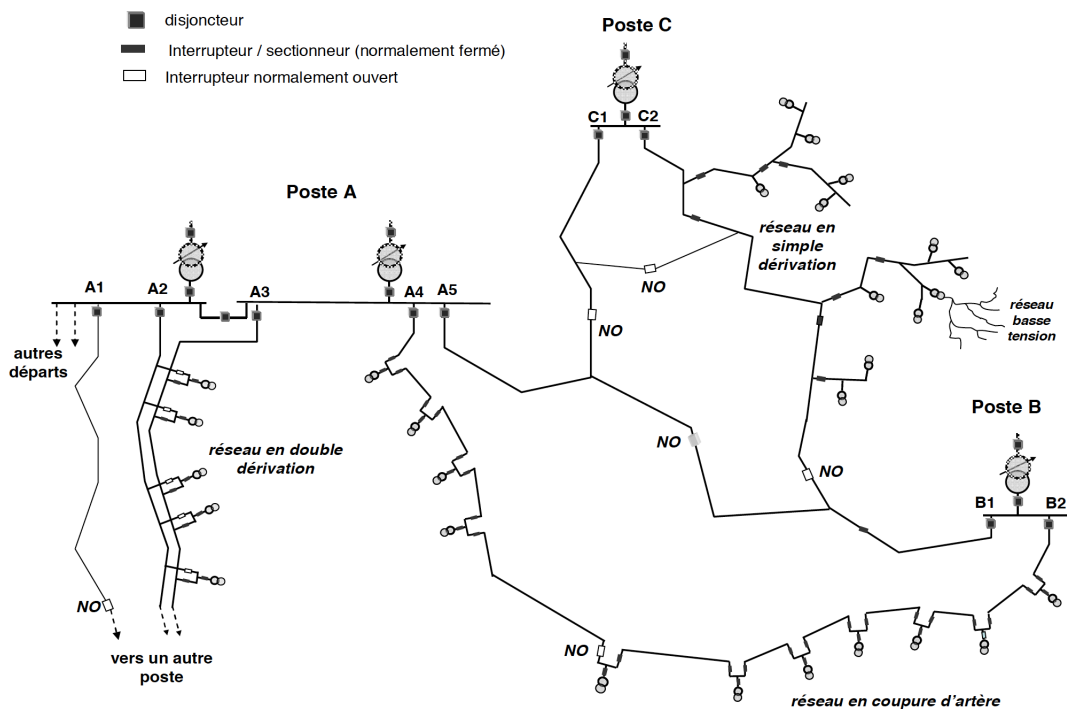 disjoncteur
Interrupteur / sectionneur (normalement fermé)
Interrupteur normalement ouvert
Poste C
C1
C2
Poste A
réseau en
simple
dérivation
NO
A1
A2
A3
A4
A5
NO
réseau
basse
tension
autres
départs
Poste B
réseau en double
dérivation
NO
NO
B1
B2
NO
NO
vers un autre
poste
réseau en coupure d'artère